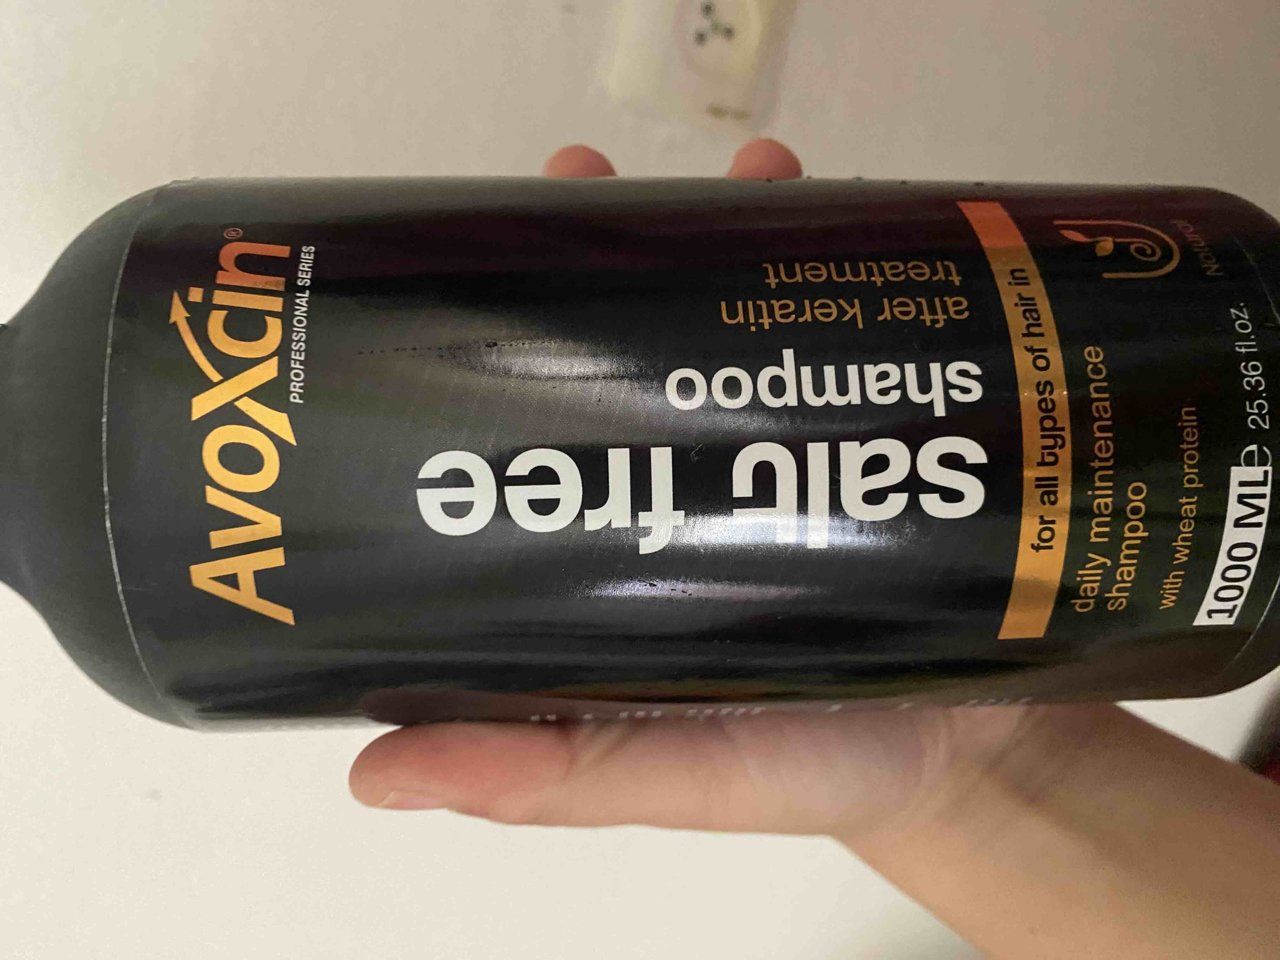 AvoXcin®
PROFESSIONAL SERIES
salt free
shampoo
after keratin
treatment
for all types of hair in
daily maintenance
shampoo
with wheat protein
1000 MLe 25.36 fl.oz.
Natural